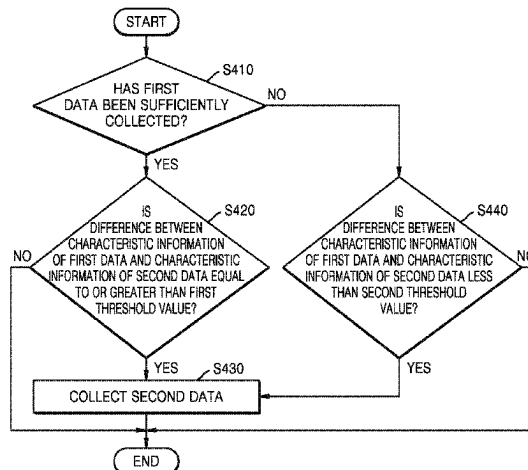 START
S410
HAS FIRST
DATA BEEN SUFFICIENTLY
COLLECTED?
NO
YES
S420
IS
DIFFERENCE BETWEEN
CHARACTERISTIC INFORMATION
OF FIRST DATA AND CHARACTERISTIC
INFORMATION OF SECOND DATA EQUAL
TO OR GREATER THAN FIRST
THRESHOLD VALUE?
NO
YES
S440
IS
DIFFERENCE BETWEEN
CHARACTERISTIC INFORMATION
OF FIRST DATA AND CHARACTERISTIC
INFORMATION OF SECOND DATA LESS
THAN SECOND THRESHOLD
VALUE?
NO
YES
S430
COLLECT SECOND DATA
END